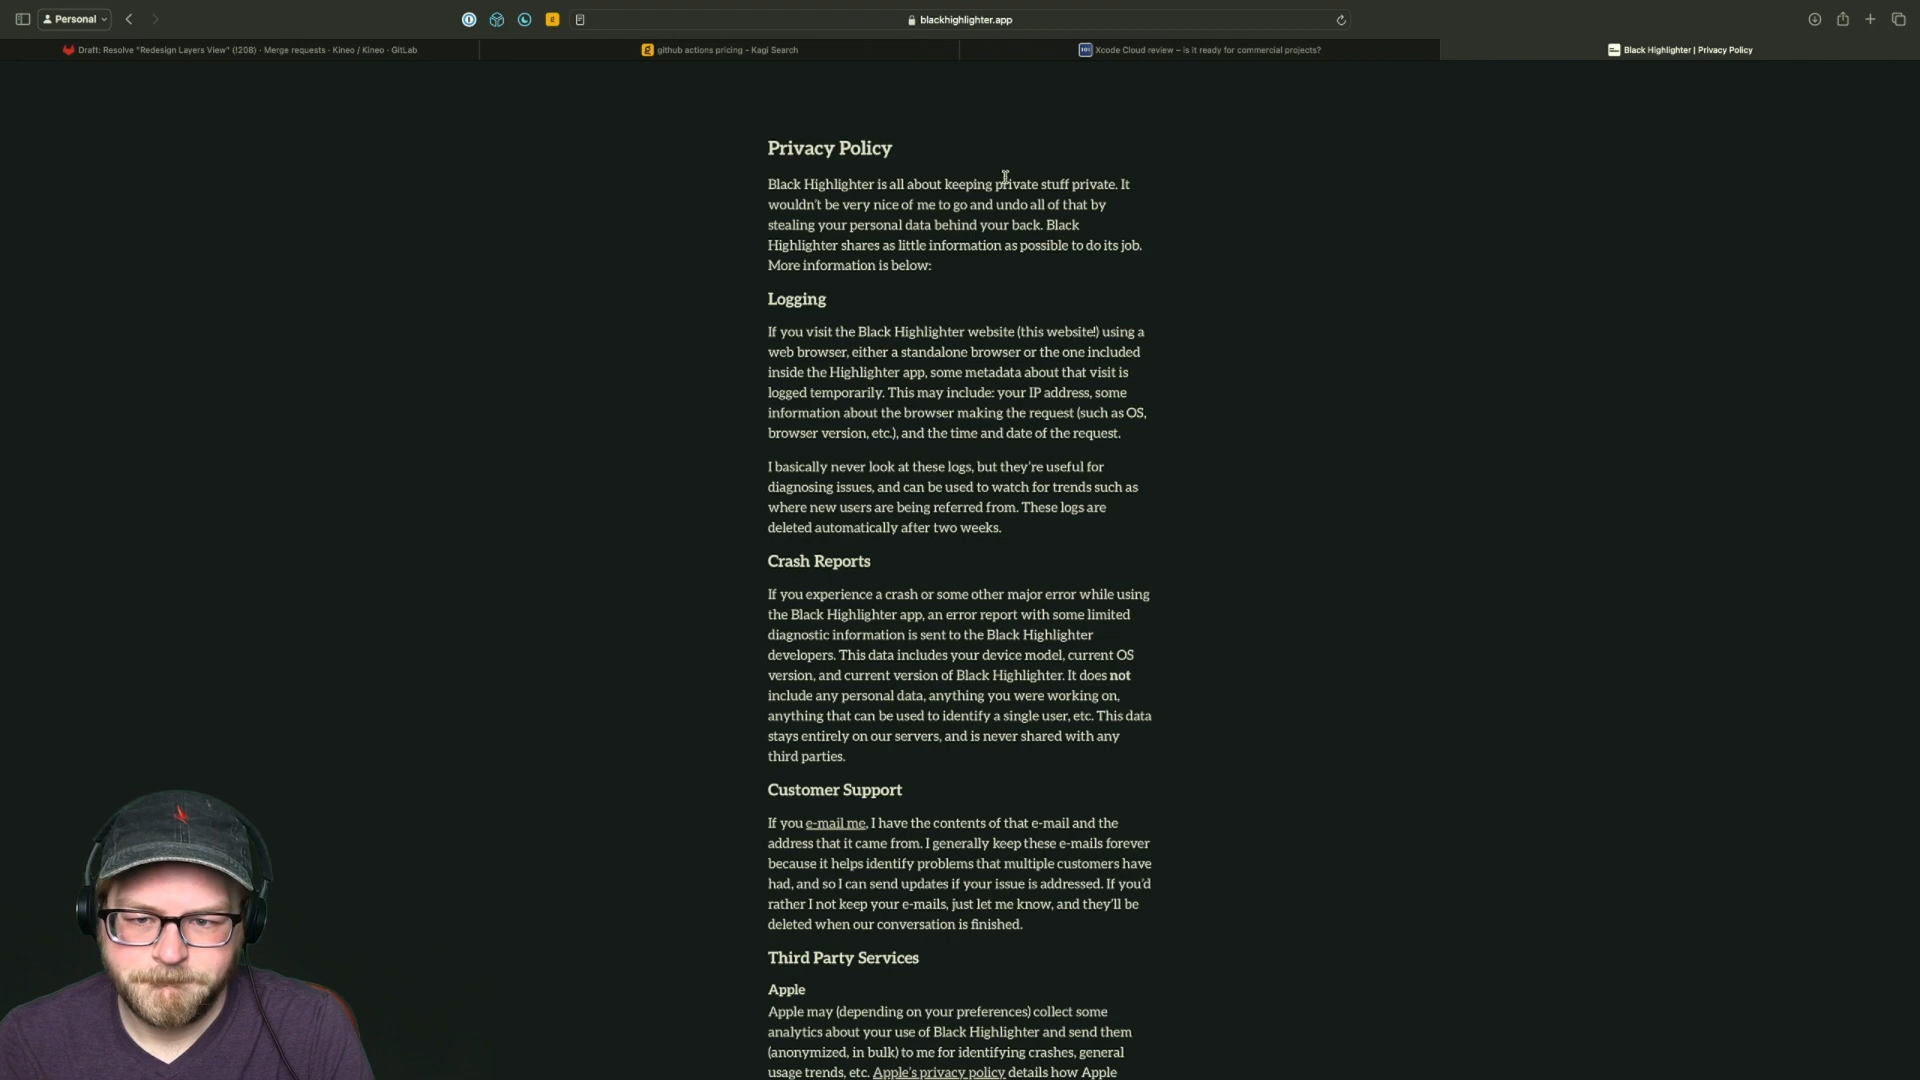 Personal
blackhighlighter.app
Draft: Resolve "Redesign Layers View" (!208) · Merge requests · Kineo / Kineo · GitLab
github actions pricing - Kagi Search
Xcode Cloud review – is it ready for commercial projects?
Black Highlighter | Privacy Policy
Privacy Policy
Black Highlighter is all about keeping private stuff private. It
wouldn't be very nice of me to go and undo all of that by
stealing your personal data behind your back. Black
Highlighter shares as little information as possible to do its job.
More information is below:
Logging
If you visit the Black Highlighter website (this website!) using a
web browser, either a standalone browser or the one included
inside the Highlighter app, some metadata about that visit is
logged temporarily. This may include: your IP address, some
information about the browser making the request (such as OS,
browser version, etc.), and the time and date of the request.
I basically never look at these logs, but they're useful for
diagnosing issues, and can be used to watch for trends such as
where new users are being referred from. These logs are
deleted automatically after two weeks.
Crash Reports
If you experience a crash or some other major error while using
the Black Highlighter app, an error report with some limited
diagnostic information is sent to the Black Highlighter
developers. This data includes your device model, current OS
version, and current version of Black Highlighter. It does not
include any personal data, anything you were working on,
anything that can be used to identify a single user, etc. This data
stays entirely on our servers, and is never shared with any
third parties.
Customer Support
If you e-mail me, I have the contents of that e-mail and the
address that it came from. I generally keep these e-mails forever
because it helps identify problems that multiple customers have
had, and so I can send updates if your issue is addressed. If you'd
rather I not keep your e-mails, just let me know, and they'll be
deleted when our conversation is finished.
Third Party Services
Apple
Apple may (depending on your preferences) collect some
analytics about your use of Black Highlighter and send them
(anonymized, in bulk) to me for identifying crashes, general
usage trends, etc. Apple's privacy policy details how Apple